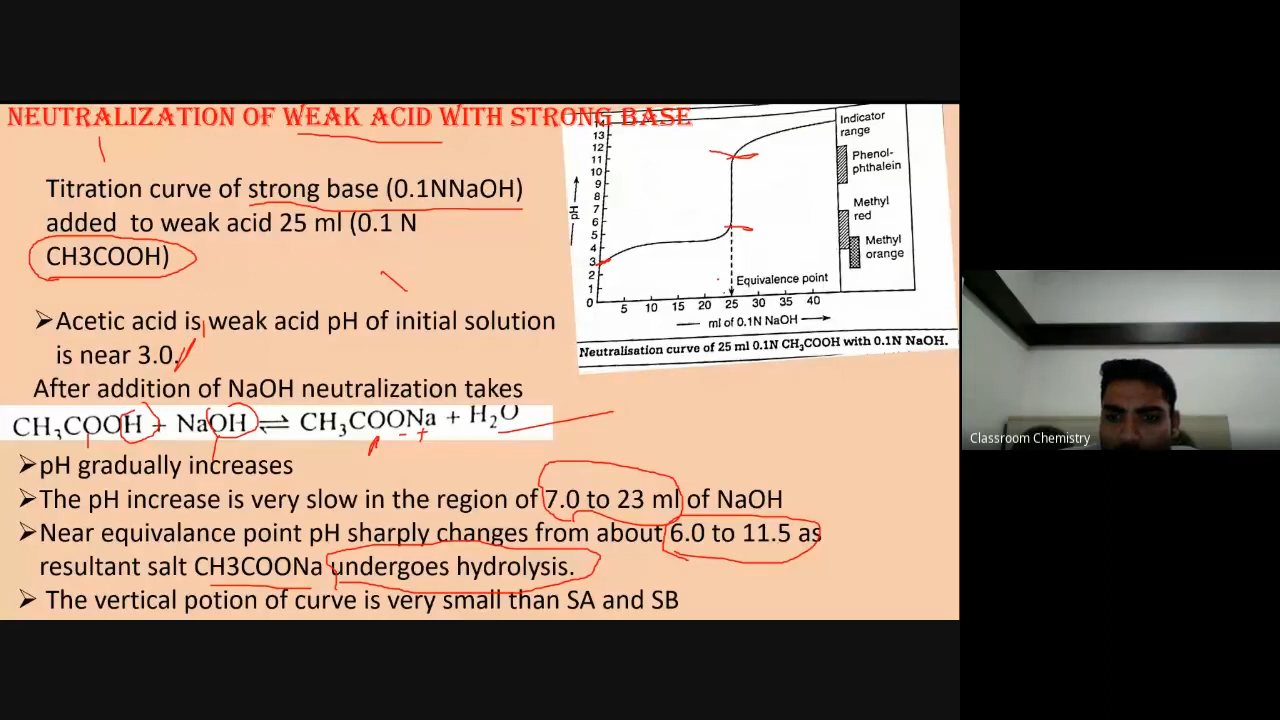 NEUTRALIZATION OF WEAK ACID WITH STRONG BASE
Titration curve of strong base (0.1NNaOH)
added to weak acid 25 ml (0.1 N
CH3COOH)
➢Acetic acid is weak acid pH of initial solution
is near 3.0.
After addition of NaOH neutralization takes
CH₃COOH + NaOH ⇌ CH₃COONa + H₂O
➢pH gradually increases
➢The pH increase is very slow in the region of 7.0 to 23 ml of NaOH
➢Near equivalance point pH sharply changes from about 6.0 to 11.5 as
resultant salt CH3COONa undergoes hydrolysis.
➢ The vertical potion of curve is very small than SA and SB
14
13
12
11
10
9
8
7
6
5
4
3
2
1
0
pH
5 10 15 20 25 30 35 40
ml of 0.1N NaOH
Equivalence point
Indicator
range
Phenol-
phthalein
Methyl
red
Methyl
orange
Neutralisation curve of 25 ml 0.1N CH₃COOH with 0.1N NaOH.
Classroom Chemistry